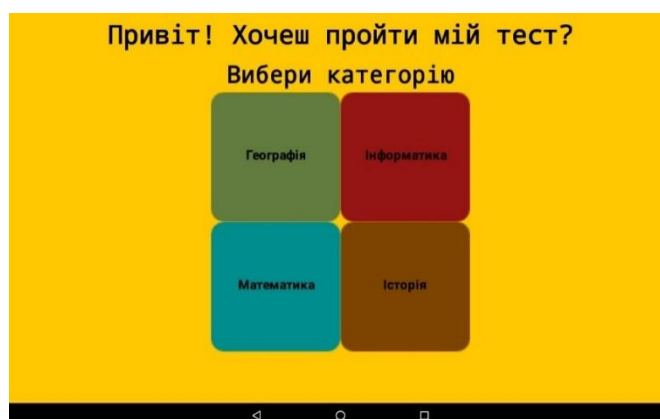 Привіт! Хочеш пройти мій тест?
Вибери категорію
Географія
Інформатика
Математика
Історія